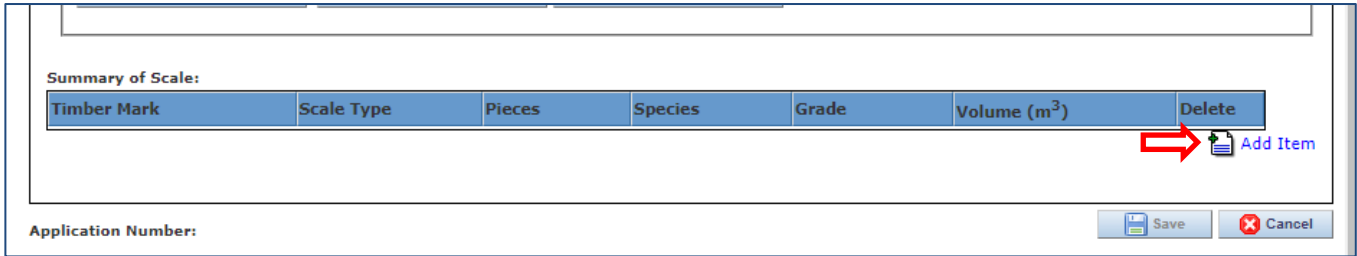 Summary of Scale:
Timber Mark Scale Type Pieces Species Grade Volume (m³) Delete
Add Item
Application Number: Save Cancel